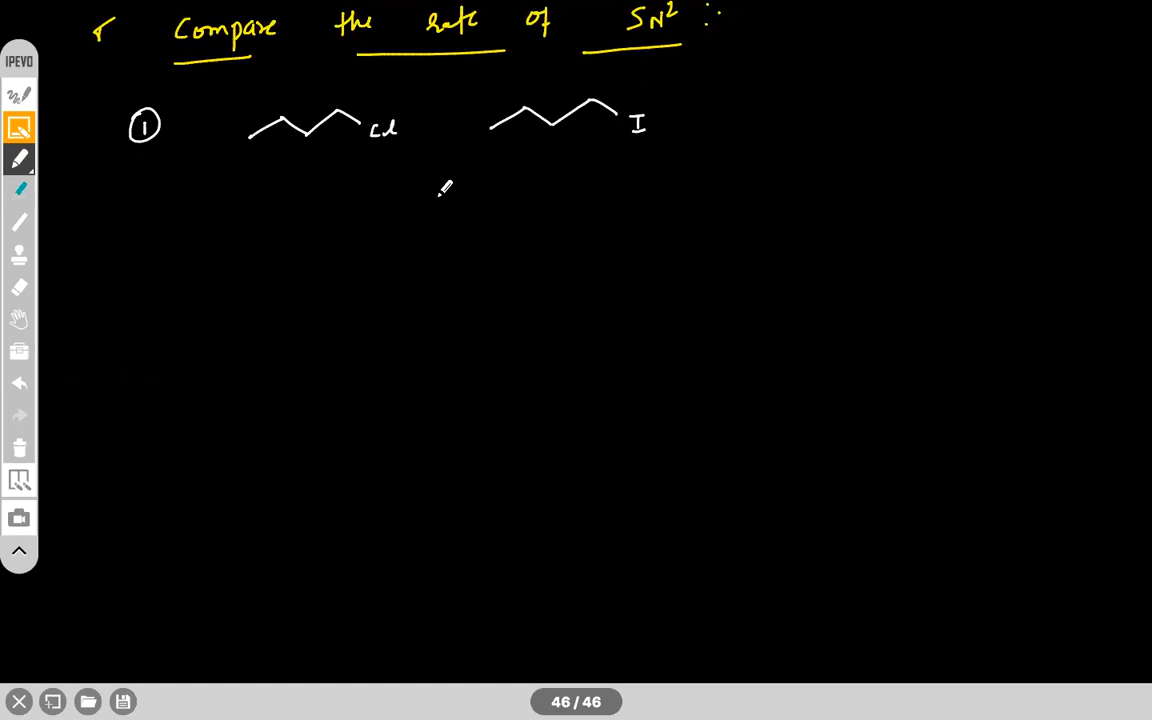 Compare the rate of SN²:
IPEVO
① Cl I
46 / 46